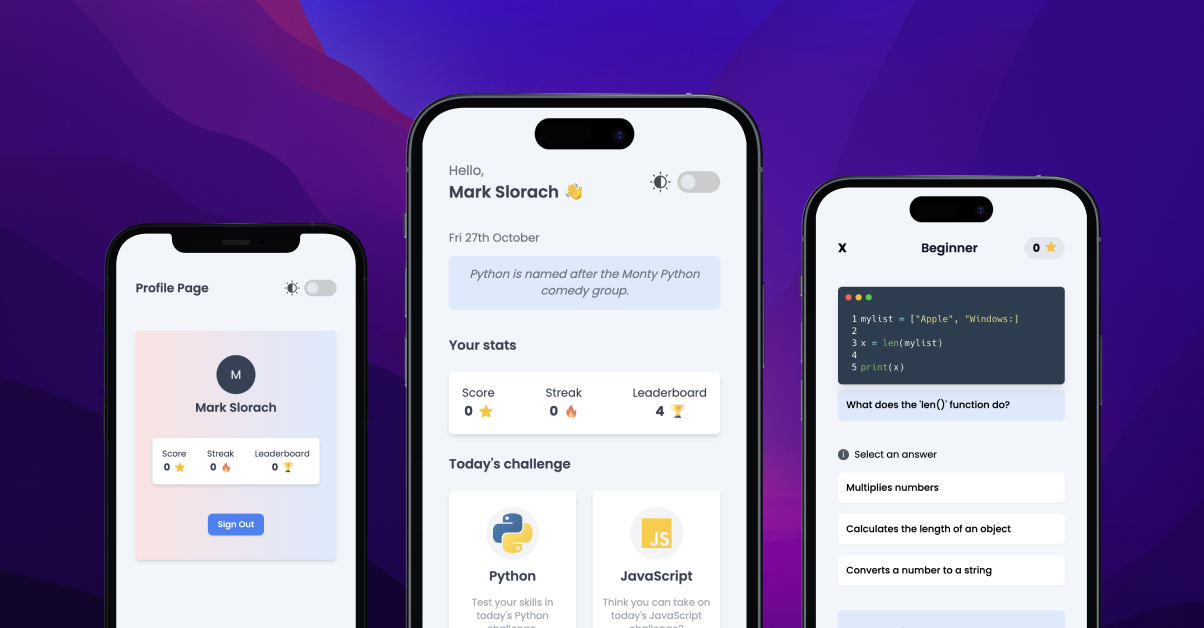 Profile Page
M
Mark Slorach
Score Streak Leaderboard
0 ⭐ 0 🔥 0 🏆
Sign Out
Hello,
Mark Slorach 👋
Fri 27th October
Python is named after the Monty Python
comedy group.
Your stats
Score Streak Leaderboard
0 ⭐ 0 🔥 4 🏆
Today's challenge
JS
Python JavaScript
Test your skills in
today's Python
challenge
Think you can take on
today's JavaScript
challenge?
X Beginner 0 ⭐
1 mylist = ["Apple", "Windows:]
2
3 x = len(mylist)
4
5 print(x)
What does the 'len()' function do?
i Select an answer
Multiplies numbers
Calculates the length of an object
Converts a number to a string